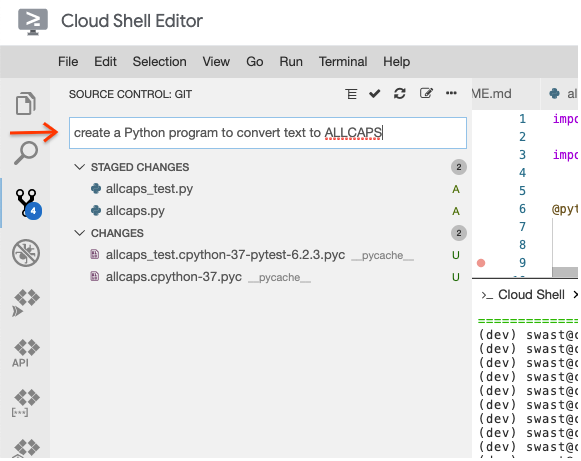 Cloud Shell Editor
File Edit Selection View Go Run Terminal Help
SOURCE CONTROL: GIT
create a Python program to convert text to ALLCAPS
STAGED CHANGES 2
allcaps_test.py A
allcaps.py A
CHANGES 2
allcaps_test.cpython-37-pytest-6.2.3.pyc __pycache__ U
allcaps.cpython-37.pyc __pycache__ U
4
API
ME.md al
1 impo
2
3 impo
4
5
6 @pyt
7
8
9
>_ Cloud Shell ×
==============
(dev) swast@c
(dev) swast@c
(dev) swast@c
(dev) swast@c
(dev) swast@c
(dev) swast@c
(dev) swast@c
(dev) swast@c
(dev) swast@c